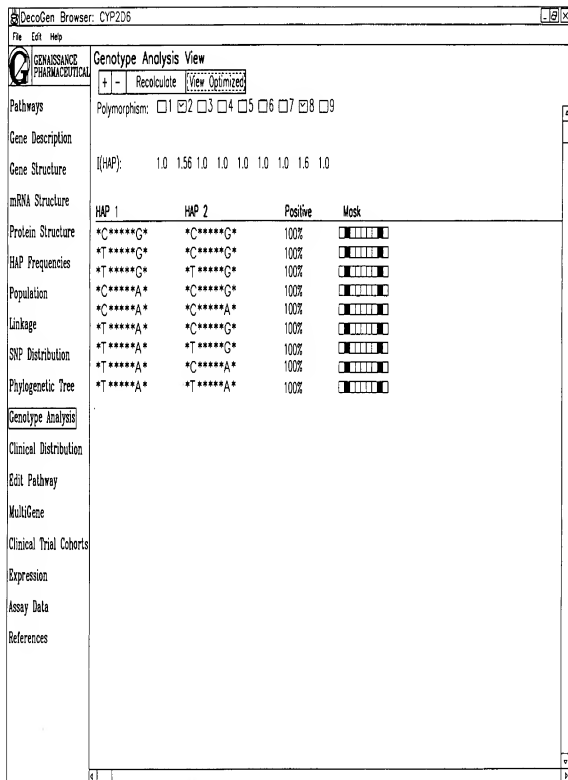 DecoGen Browser: CYP2D6
File Edit Help
GENAISSANCE
PHARMACEUTICAL
Genotype Analysis View
+ - Recalculate View Optimized
Polymorphism: 1 2 3 4 5 6 7 8 9
I(HAP): 1.0 1.56 1.0 1.0 1.0 1.0 1.0 1.6 1.0
HAP 1 HAP 2 Positive Mask
*C*****G* *C*****G* 100%
*T*****G* *C*****G* 100%
*T*****G* *T*****G* 100%
*C*****A* *C*****G* 100%
*C*****A* *C*****A* 100%
*T*****A* *C*****G* 100%
*T*****A* *T*****G* 100%
*T*****A* *C*****A* 100%
*T*****A* *T*****A* 100%
Pathways
Gene Description
Gene Structure
mRNA Structure
Protein Structure
HAP Frequencies
Population
Linkage
SNP Distribution
Phylogenetic Tree
Genotype Analysis
Clinical Distribution
Edit Pathway
MultiGene
Clinical Trial Cohorts
Expression
Assay Data
References